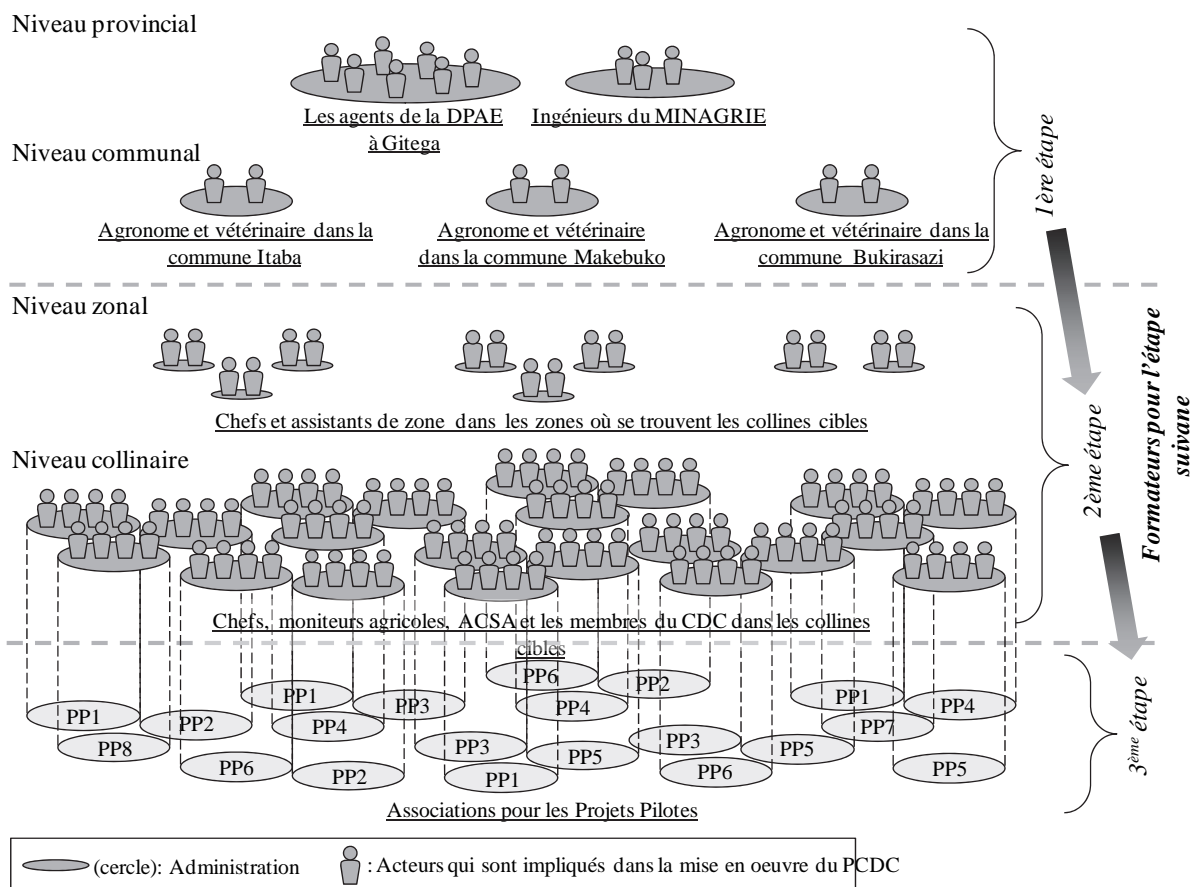 Niveau provincial
Les agents de la DPAE
à Gitega
Ingénieurs du MINAGRIE
Niveau communal
Agronome et vétérinaire dans la
commune Itaba
Agronome et vétérinaire
dans la commune Makebuko
Agronome et vétérinaire dans la
commune Bukirasazi
1ère étape
Niveau zonal
Chefs et assistants de zone dans les zones où se trouvent les collines cibles
Niveau collinaire
2ème étape
Formateurs pour l'étape
suivane
Chefs, moniteurs agricoles, ACSA et les membres du CDC dans les collines
cibles
PP1
PP8
PP2
PP6
PP1
PP4
PP3
PP2
PP6
PP2
PP4
PP3
PP5
PP1
PP3
PP6
PP5
PP1
PP7
PP4
PP5
3ème étape
Associations pour les Projets Pilotes
(cercle): Administration
: Acteurs qui sont impliqués dans la mise en oeuvre du PCDC